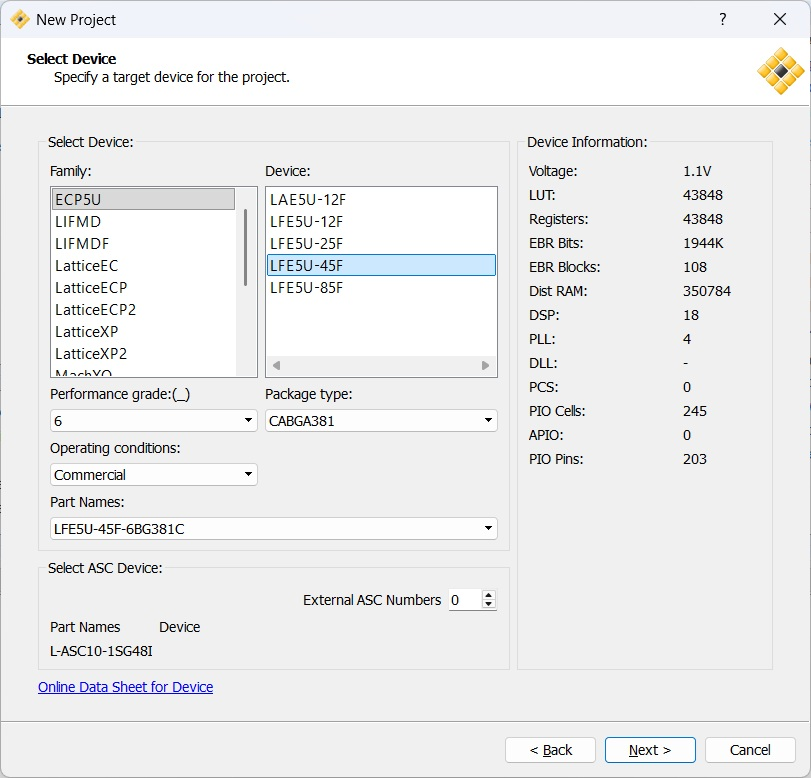 New Project
?
Select Device
Specify a target device for the project.
Select Device:
Family:
ECP5U
LIFMD
LIFMDF
LatticeEC
LatticeECP
LatticeECP2
LatticeXP
LatticeXP2
MachXO
Device:
LAE5U-12F
LFE5U-12F
LFE5U-25F
LFE5U-45F
LFE5U-85F
Performance grade:(_)
6
Package type:
CABGA381
Operating conditions:
Commercial
Part Names:
LFE5U-45F-6BG381C
Select ASC Device:
External ASC Numbers 0
Part Names Device
L-ASC10-1SG48I
Online Data Sheet for Device
Device Information:
Voltage: 1.1V
LUT: 43848
Registers: 43848
EBR Bits: 1944K
EBR Blocks: 108
Dist RAM: 350784
DSP: 18
PLL: 4
DLL: -
PCS: 0
PIO Cells: 245
APIO: 0
PIO Pins: 203
< Back
Next >
Cancel